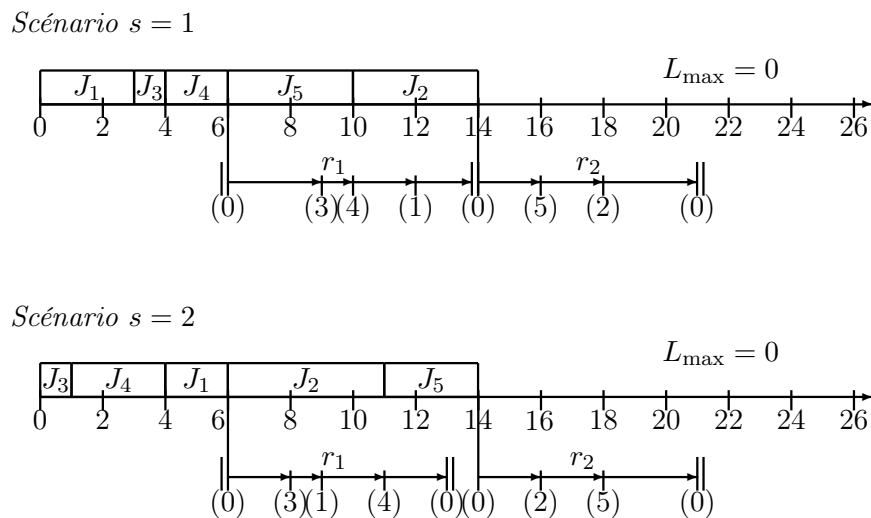 Scénario s = 1
J₁ J₃ J₄ J₅ J₂ L_max = 0
0 2 4 6 8 10 12 14 16 18 20 22 24 26
r₁ r₂
(0) (3)(4) (1) (0) (5) (2) (0)
Scénario s = 2
J₃ J₄ J₁ J₂ J₅ L_max = 0
0 2 4 6 8 10 12 14 16 18 20 22 24 26
r₁ r₂
(0) (3)(1) (4) (0)(0) (2) (5) (0)